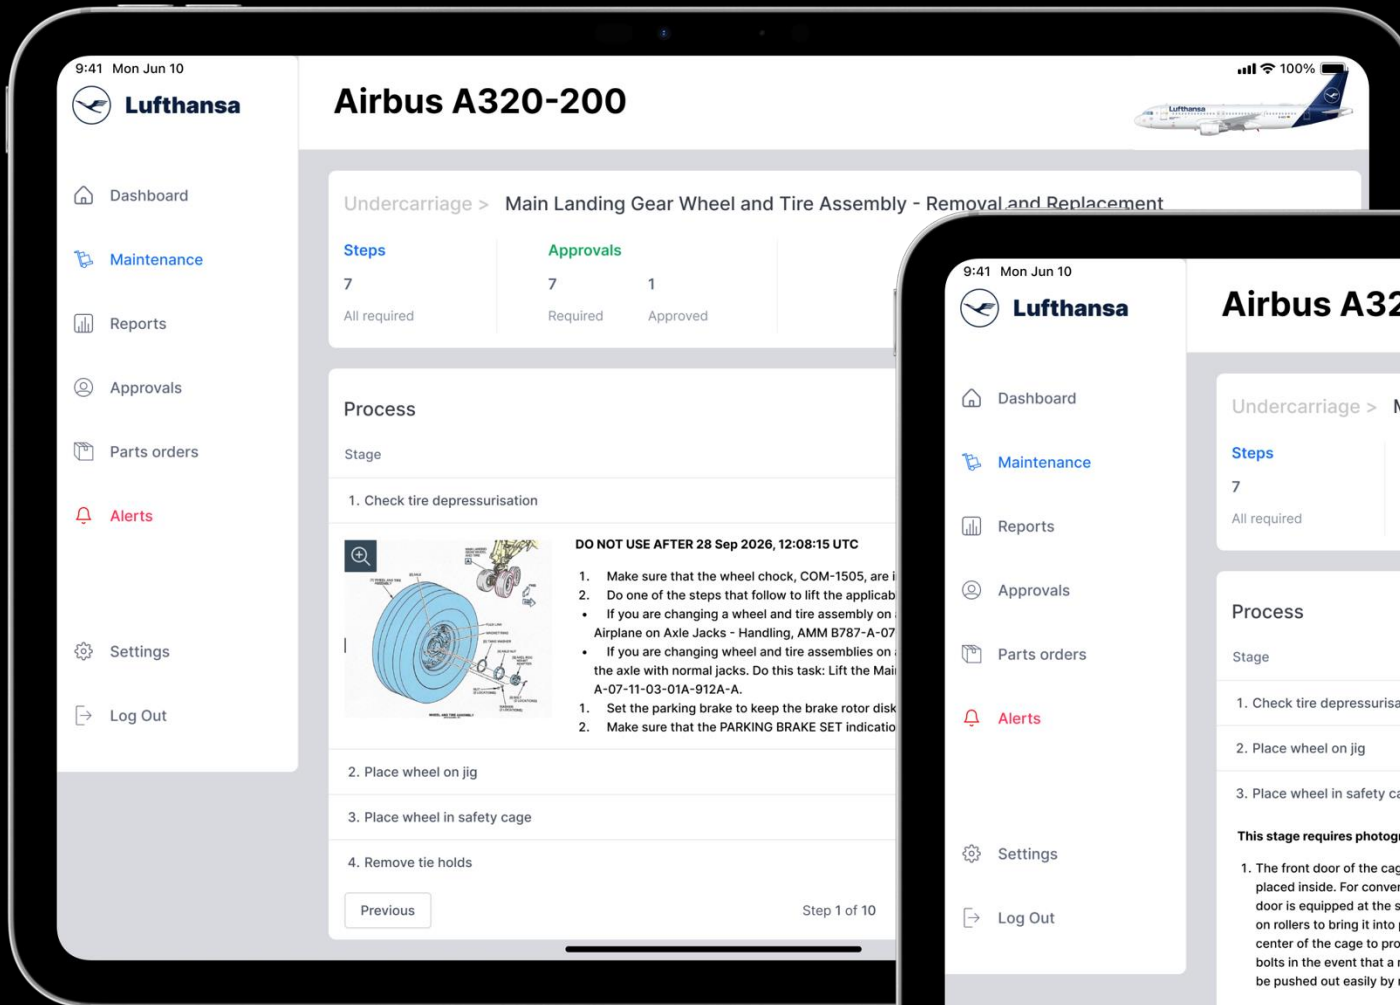 9:41 Mon Jun 10
100%
Lufthansa
Airbus A320-200
Lufthansa
Dashboard
Maintenance
Reports
Approvals
Parts orders
Alerts
Settings
Log Out
Undercarriage > Main Landing Gear Wheel and Tire Assembly - Removal and Replacement
Steps
7
All required
Approvals
7 1
Required Approved
Process
Stage
1. Check tire depressurisation
DO NOT USE AFTER 28 Sep 2026, 12:08:15 UTC
1. Make sure that the wheel chock, COM-1505, are
2. Do one of the steps that follow to lift the
• If you are changing a wheel and tire assembly on
Airplane on Axle Jacks - Handling, AMM B787-A-07
• If you are changing wheel and tire assemblies on
the axle with normal jacks. Do this task: Lift the
A-07-11-03-01A-912A-A.
1. Set the parking brake to keep the brake rotor
2. Make sure that the PARKING BRAKE SET
WHEEL AND TIRE ASSEMBLY
2. Place wheel on jig
3. Place wheel in safety cage
4. Remove tie holds
Previous
Step 1 of 10
9:41 Mon Jun 10
Lufthansa
Airbus A32
Dashboard
Maintenance
Reports
Approvals
Parts orders
Alerts
Settings
Log Out
Undercarriage >
Steps
7
All required
Process
Stage
1. Check tire depressurisa
2. Place wheel on jig
3. Place wheel in safety ca
This stage requires photogr
1. The front door of the cag
placed inside. For conver
door is equipped at the s
on rollers to bring it into
center of the cage to pro
bolts in the event that a
be pushed out easily by